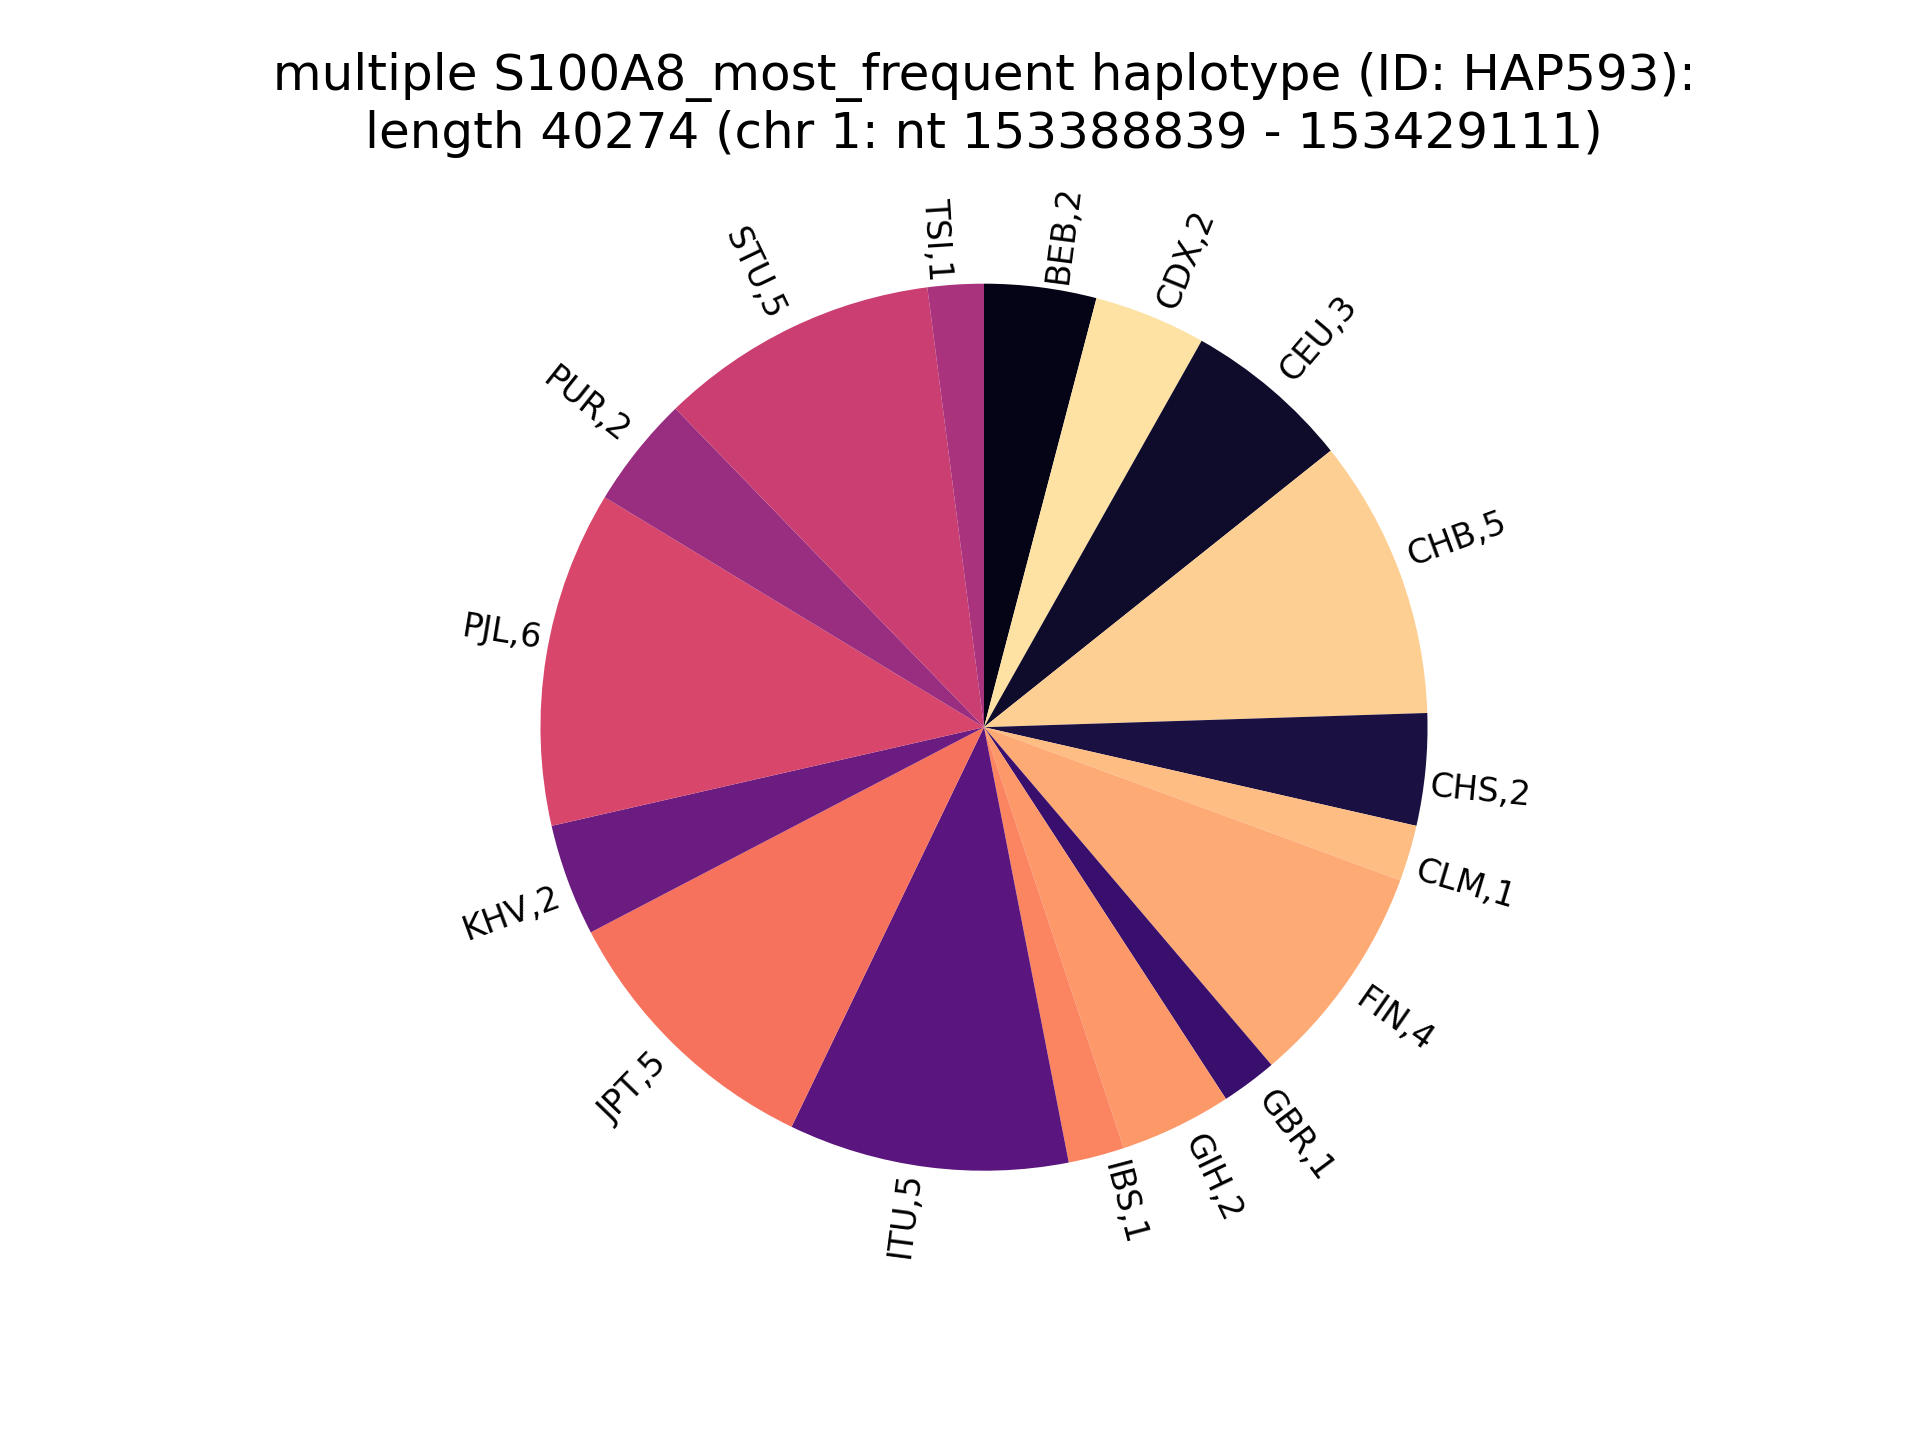 multiple S100A8_most_frequent haplotype (ID: HAP593):
length 40274 (chr 1: nt 153388839 - 153429111)
BEB,2
CDX,2
CEU,3
CHB,5
CHS,2
CLM,1
FIN,4
GBR,1
GIH,2
IBS,1
ITU,5
JPT,5
KHV,2
PJL,6
PUR,2
STU,5
TSI,1